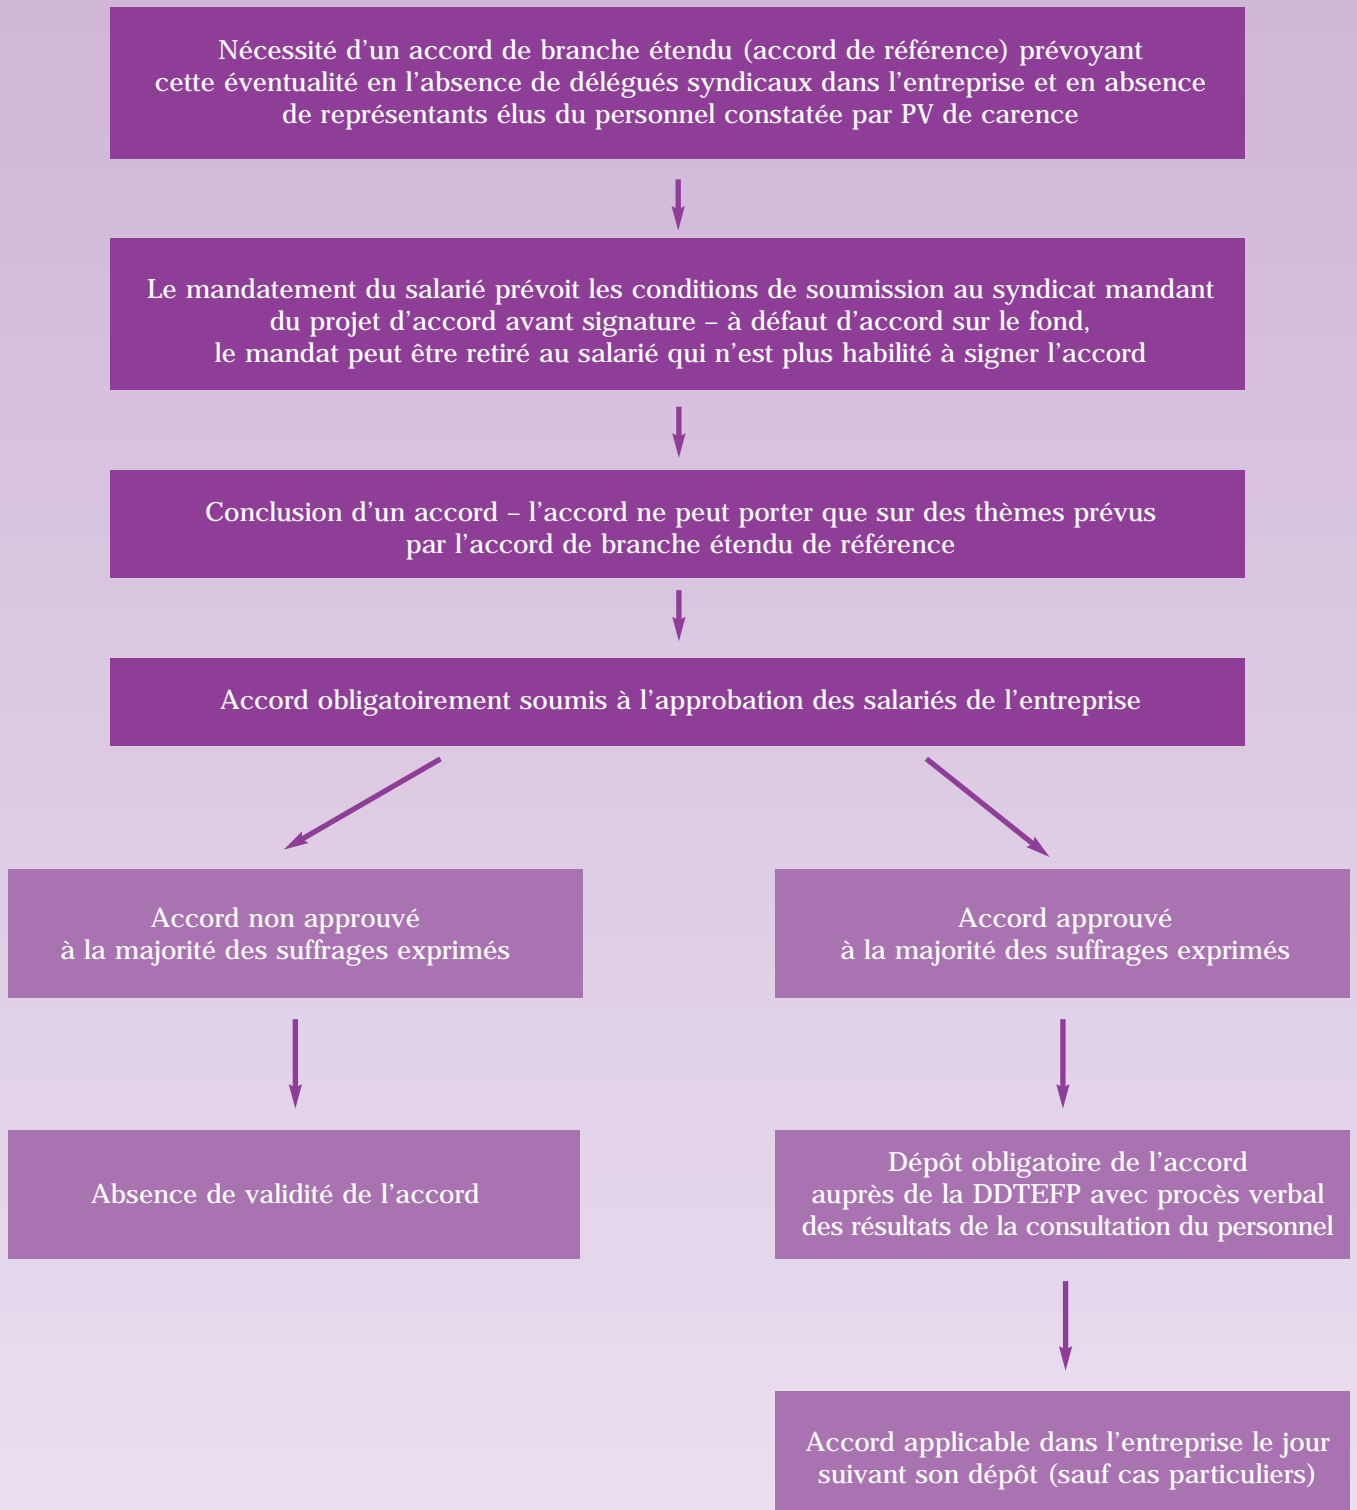 Nécessité d’un accord de branche étendu (accord de référence) prévoyant
cette éventualité en l’absence de délégués syndicaux dans l’entreprise et en absence
de représentants élus du personnel constatée par PV de carence
Le mandatement du salarié prévoit les conditions de soumission au syndicat mandant
du projet d’accord avant signature – à défaut d’accord sur le fond,
le mandat peut être retiré au salarié qui n’est plus habilité à signer l’accord
Conclusion d’un accord – l’accord ne peut porter que sur des thèmes prévus
par l’accord de branche étendu de référence
Accord obligatoirement soumis à l’approbation des salariés de l’entreprise
Accord non approuvé
à la majorité des suffrages exprimés
Absence de validité de l’accord
Accord approuvé
à la majorité des suffrages exprimés
Dépôt obligatoire de l’accord
auprès de la DDTEFP avec procès verbal
des résultats de la consultation du personnel
Accord applicable dans l’entreprise le jour
suivant son dépôt (sauf cas particuliers)